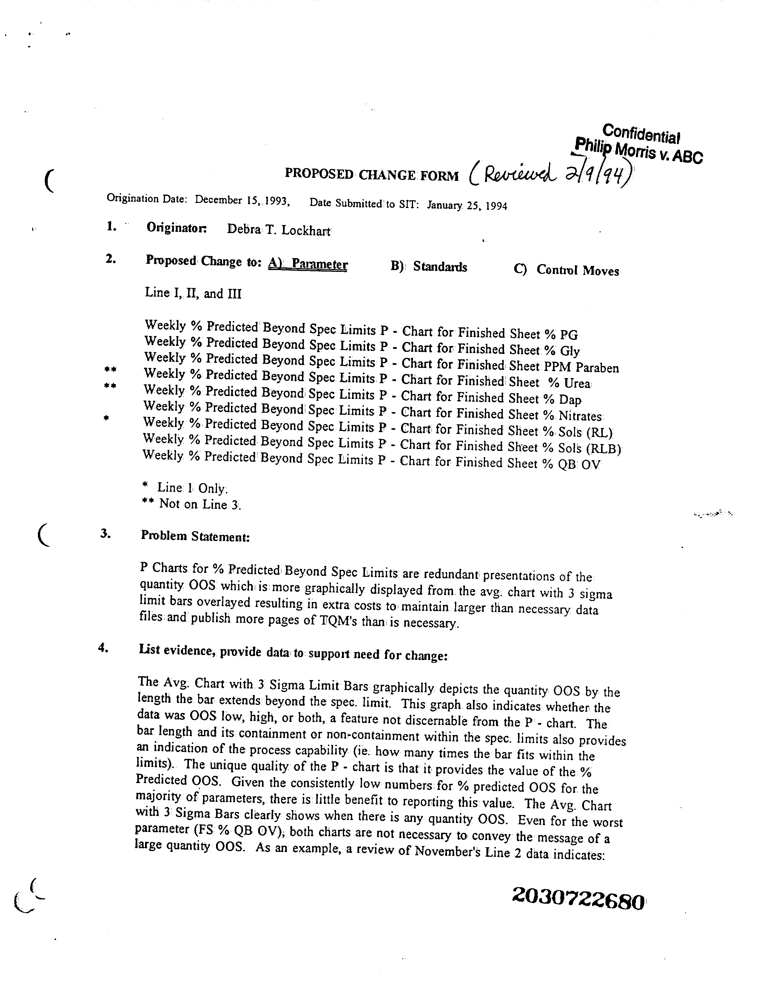 Confidential
Philip Morris v. ABC
PROPOSED CHANGE FORM (Reviewed 2/9/94)
Origination Date: December 15, 1993, Date Submitted to SIT: January 25, 1994
1. Originator: Debra T. Lockhart
2. Proposed Change to: A) Parameter B) Standards C) Control Moves
Line I, II, and III
Weekly % Predicted Beyond Spec Limits P - Chart for Finished Sheet % PG
Weekly % Predicted Beyond Spec Limits P - Chart for Finished Sheet % Gly
Weekly % Predicted Beyond Spec Limits P - Chart for Finished Sheet PPM Paraben
** Weekly % Predicted Beyond Spec Limits P - Chart for Finished Sheet % Urea
** Weekly % Predicted Beyond Spec Limits P - Chart for Finished Sheet % Dap
Weekly % Predicted Beyond Spec Limits P - Chart for Finished Sheet % Nitrates
* Weekly % Predicted Beyond Spec Limits P - Chart for Finished Sheet % Sols (RL)
Weekly % Predicted Beyond Spec Limits P - Chart for Finished Sheet % Sols (RLB)
Weekly % Predicted Beyond Spec Limits P - Chart for Finished Sheet % QB OV
* Line 1 Only.
** Not on Line 3.
3. Problem Statement:
P Charts for % Predicted Beyond Spec Limits are redundant presentations of the
quantity OOS which is more graphically displayed from the avg. chart with 3 sigma
limit bars overlayed resulting in extra costs to maintain larger than necessary data
files and publish more pages of TQM's than is necessary.
4. List evidence, provide data to support need for change:
The Avg. Chart with 3 Sigma Limit Bars graphically depicts the quantity OOS by the
length the bar extends beyond the spec. limit. This graph also indicates whether the
data was OOS low, high, or both, a feature not discernable from the P - chart. The
bar length and its containment or non-containment within the spec. limits also provides
an indication of the process capability (ie. how many times the bar fits within the
limits). The unique quality of the P - chart is that it provides the value of the %
Predicted OOS. Given the consistently low numbers for % predicted OOS for the
majority of parameters, there is little benefit to reporting this value. The Avg. Chart
with 3 Sigma Bars clearly shows when there is any quantity OOS. Even for the worst
parameter (FS % QB OV), both charts are not necessary to convey the message of a
large quantity OOS. As an example, a review of November's Line 2 data indicates:
2030722680